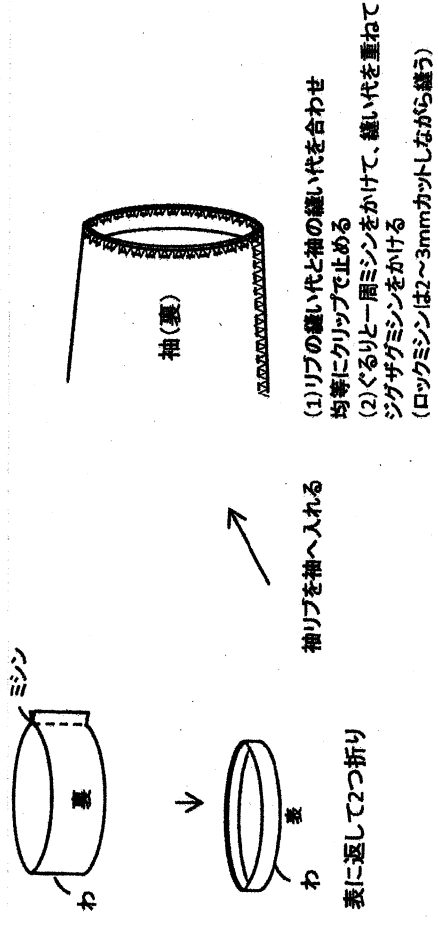 ミシン
裏
わ
表
わ
表に返して2つ折り
袖リブを袖へ入れる
袖(裏)
(1)リブの縫い代と袖の縫い代を合わせ
均等にクリップで止める
(2)ぐるりと一周ミシンをかけて、縫い代を重ねて
ジグザグミシンをかける
(ロックミシンは2～3mmカットしながら縫う)